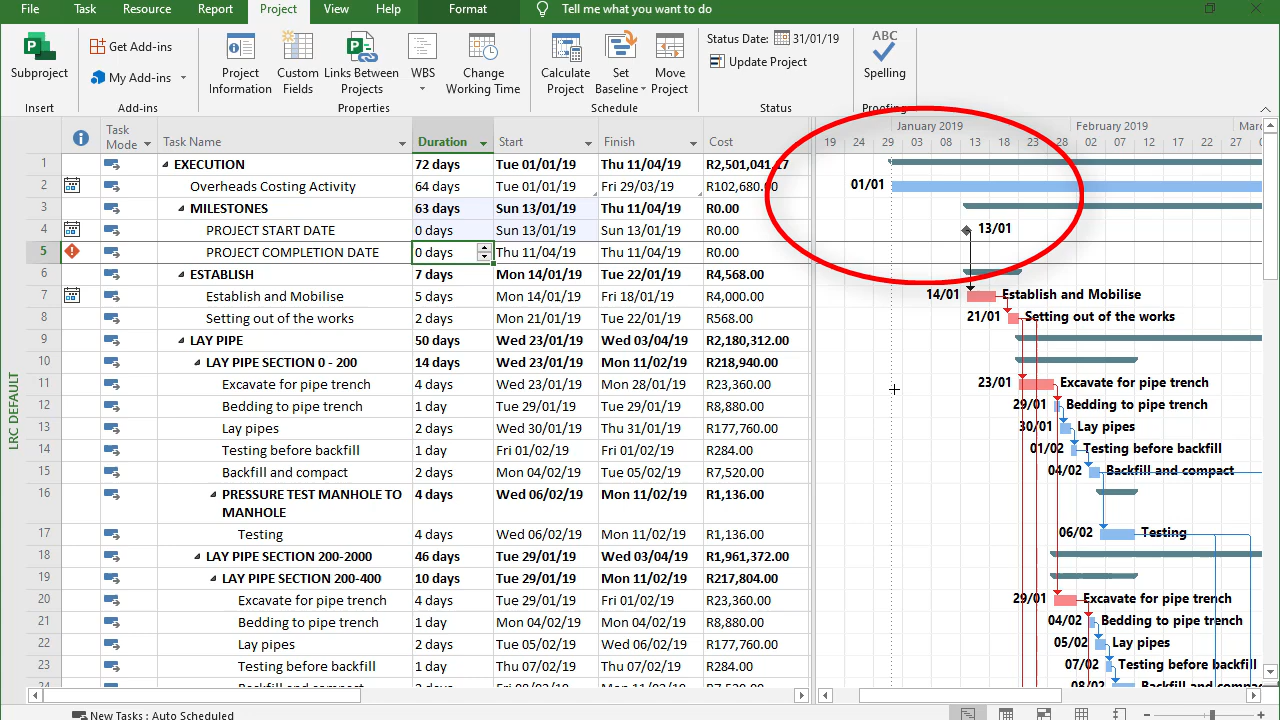 File Task Resource Report Project View Help Format Tell me what you want to do
Subproject
Insert
Get Add-ins
My Add-ins
Add-ins
Project Information
Custom Fields
Links Between Projects
WBS
Change Working Time
Properties
Calculate Project
Set Baseline
Move Project
Schedule
Status Date: 31/01/19
Update Project
Status
ABC
Spelling
Proofing
Task Mode Task Name Duration Start Finish Cost
1 EXECUTION 72 days Tue 01/01/19 Thu 11/04/19 R2,501,041.17
2 Overheads Costing Activity 64 days Tue 01/01/19 Fri 29/03/19 R102,680.00
3 MILESTONES 63 days Sun 13/01/19 Thu 11/04/19 R0.00
4 PROJECT START DATE 0 days Sun 13/01/19 Sun 13/01/19 R0.00
5 PROJECT COMPLETION DATE 0 days Thu 11/04/19 Thu 11/04/19 R0.00
6 ESTABLISH 7 days Mon 14/01/19 Tue 22/01/19 R4,568.00
7 Establish and Mobilise 5 days Mon 14/01/19 Fri 18/01/19 R4,000.00
8 Setting out of the works 2 days Mon 21/01/19 Tue 22/01/19 R568.00
9 LAY PIPE 50 days Wed 23/01/19 Wed 03/04/19 R2,180,312.00
10 LAY PIPE SECTION 0 - 200 14 days Wed 23/01/19 Mon 11/02/19 R218,940.00
11 Excavate for pipe trench 4 days Wed 23/01/19 Mon 28/01/19 R23,360.00
12 Bedding to pipe trench 1 day Tue 29/01/19 Tue 29/01/19 R8,880.00
13 Lay pipes 2 days Wed 30/01/19 Thu 31/01/19 R177,760.00
14 Testing before backfill 1 day Fri 01/02/19 Fri 01/02/19 R284.00
15 Backfill and compact 2 days Mon 04/02/19 Tue 05/02/19 R7,520.00
16 PRESSURE TEST MANHOLE TO MANHOLE 4 days Wed 06/02/19 Mon 11/02/19 R1,136.00
17 Testing 4 days Wed 06/02/19 Mon 11/02/19 R1,136.00
18 LAY PIPE SECTION 200-2000 46 days Tue 29/01/19 Wed 03/04/19 R1,961,372.00
19 LAY PIPE SECTION 200-400 10 days Tue 29/01/19 Mon 11/02/19 R217,804.00
20 Excavate for pipe trench 4 days Tue 29/01/19 Fri 01/02/19 R23,360.00
21 Bedding to pipe trench 1 day Mon 04/02/19 Mon 04/02/19 R8,880.00
22 Lay pipes 2 days Tue 05/02/19 Wed 06/02/19 R177,760.00
23 Testing before backfill 1 day Thu 07/02/19 Thu 07/02/19 R284.00
Backfill and compact 2 days Fri 08/02/19 Mon 11/02/19 R7,520.00
LRC DEFAULT
January 2019 February 2019 Marc
19 24 29 03 08 13 18 23 28 02 07 12 17 22 27
01/01
13/01
14/01 Establish and Mobilise
21/01 Setting out of the works
23/01 Excavate for pipe trench
29/01 Bedding to pipe trench
30/01 Lay pipes
01/02 Testing before backfill
04/02 Backfill and compact
06/02 Testing
29/01 Excavate for pipe trench
04/02 Bedding to pipe trench
05/02 Lay pipes
07/02 Testing before backfill
08/02 Backfill and compac
New Tasks : Auto Scheduled